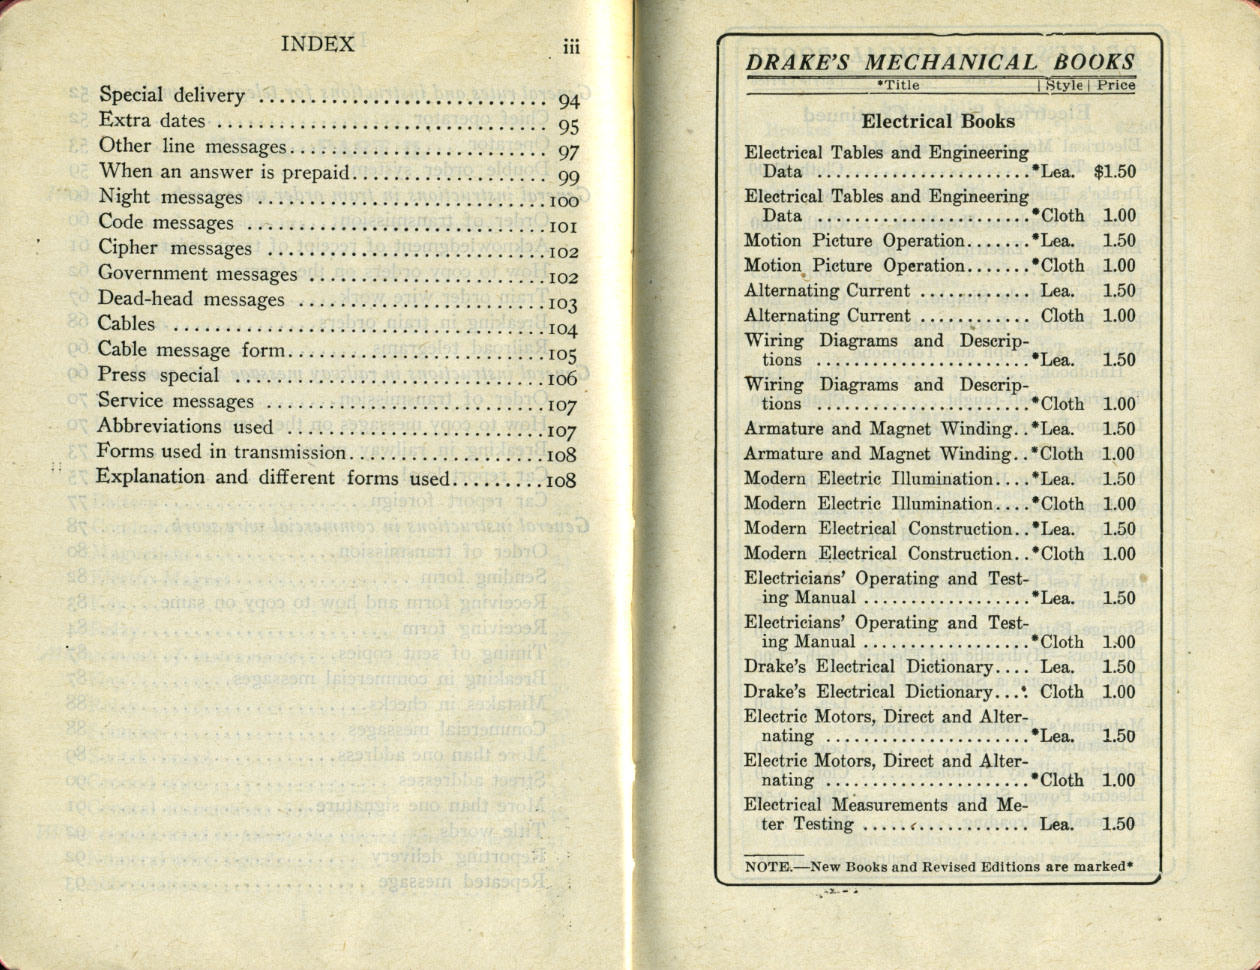 INDEX iii
Special delivery .............................. 94
Extra dates .................................. 95
Other line messages........................... 97
When an answer is prepaid..................... 99
Night messages ...............................100
Code messages ................................101
Cipher messages ..............................102
Government messages ..........................102
Dead-head messages ...........................103
Cables .......................................104
Cable message form............................105
Press special ................................106
Service messages .............................107
Abbreviations used ...........................107
Forms used in transmission....................108
Explanation and different forms used..........108
DRAKE'S MECHANICAL BOOKS
*Title | Style | Price
Electrical Books
Electrical Tables and Engineering
Data ......................*Lea. $1.50
Electrical Tables and Engineering
Data ......................*Cloth 1.00
Motion Picture Operation.......*Lea. 1.50
Motion Picture Operation.......*Cloth 1.00
Alternating Current ............ Lea. 1.50
Alternating Current ............ Cloth 1.00
Wiring Diagrams and Descrip-
tions .......................*Lea. 1.50
Wiring Diagrams and Descrip-
tions .......................*Cloth 1.00
Armature and Magnet Winding..*Lea. 1.50
Armature and Magnet Winding..*Cloth 1.00
Modern Electric Illumination....*Lea. 1.50
Modern Electric Illumination....*Cloth 1.00
Modern Electrical Construction..*Lea. 1.50
Modern Electrical Construction..*Cloth 1.00
Electricians' Operating and Test-
ing Manual ..................*Lea. 1.50
Electricians' Operating and Test-
ing Manual ..................*Cloth 1.00
Drake's Electrical Dictionary.... Lea. 1.50
Drake's Electrical Dictionary.... Cloth 1.00
Electric Motors, Direct and Alter-
nating ......................*Lea. 1.50
Electric Motors, Direct and Alter-
nating ......................*Cloth 1.00
Electrical Measurements and Me-
ter Testing .................. Lea. 1.50
NOTE.—New Books and Revised Editions are marked*